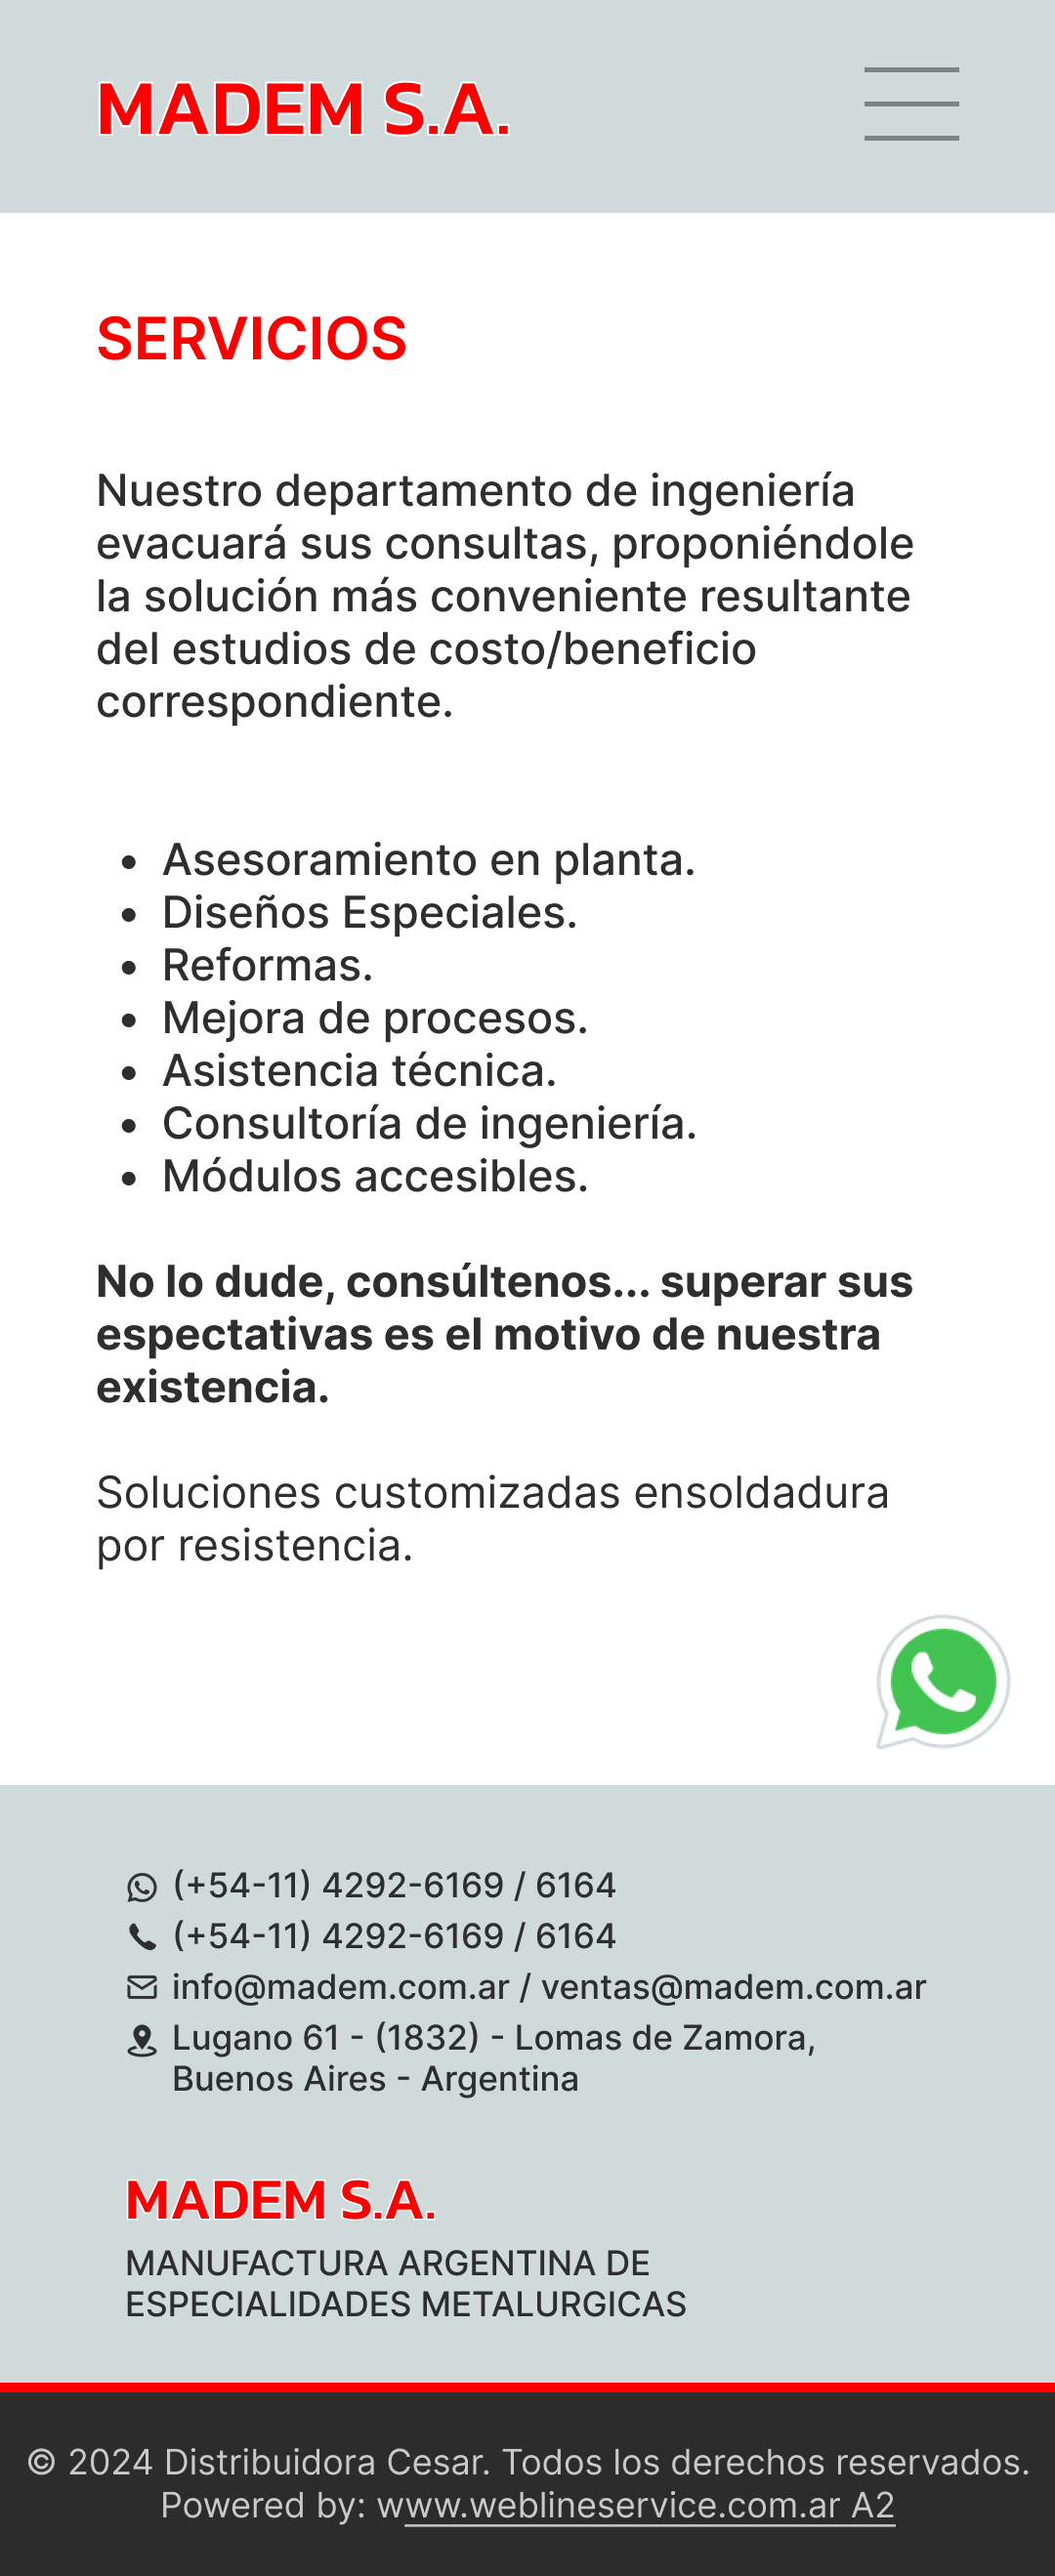 MADEM S.A.
SERVICIOS
Nuestro departamento de ingeniería
evacuará sus consultas, proponiéndole
la solución más conveniente resultante
del estudios de costo/beneficio
correspondiente.
• Asesoramiento en planta.
• Diseños Especiales.
• Reformas.
• Mejora de procesos.
• Asistencia técnica.
• Consultoría de ingeniería.
• Módulos accesibles.
No lo dude, consúltenos... superar sus
espectativas es el motivo de nuestra
existencia.
Soluciones customizadas ensoldadura
por resistencia.
(+54-11) 4292-6169 / 6164
(+54-11) 4292-6169 / 6164
info@madem.com.ar / ventas@madem.com.ar
Lugano 61 - (1832) - Lomas de Zamora,
Buenos Aires - Argentina
MADEM S.A.
MANUFACTURA ARGENTINA DE
ESPECIALIDADES METALURGICAS
© 2024 Distribuidora Cesar. Todos los derechos reservados.
Powered by: www.weblineservice.com.ar A2